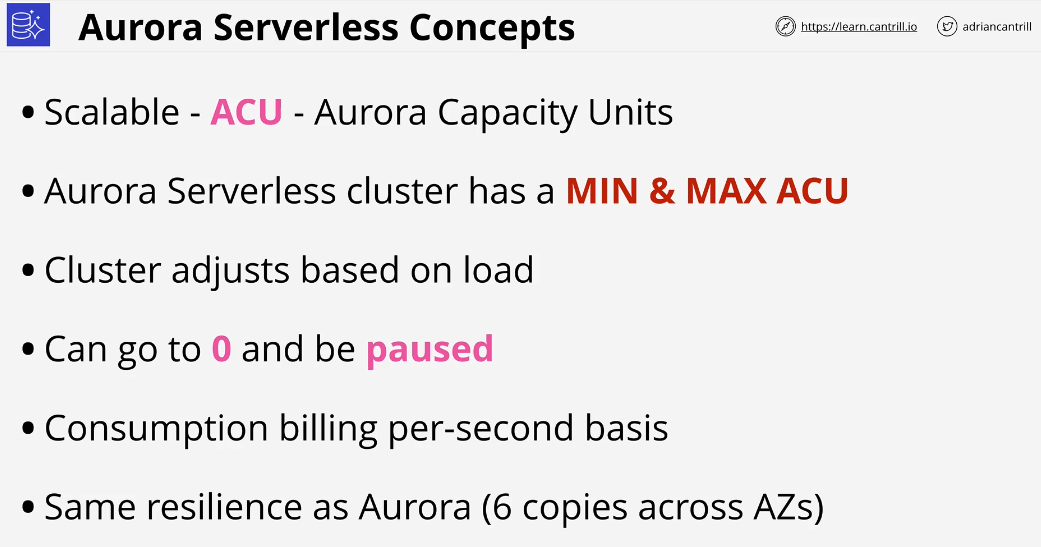 Aurora Serverless Concepts
https://learn.cantrill.io
adriancantrill
• Scalable - ACU - Aurora Capacity Units
• Aurora Serverless cluster has a MIN & MAX ACU
• Cluster adjusts based on load
• Can go to 0 and be paused
• Consumption billing per-second basis
• Same resilience as Aurora (6 copies across AZs)